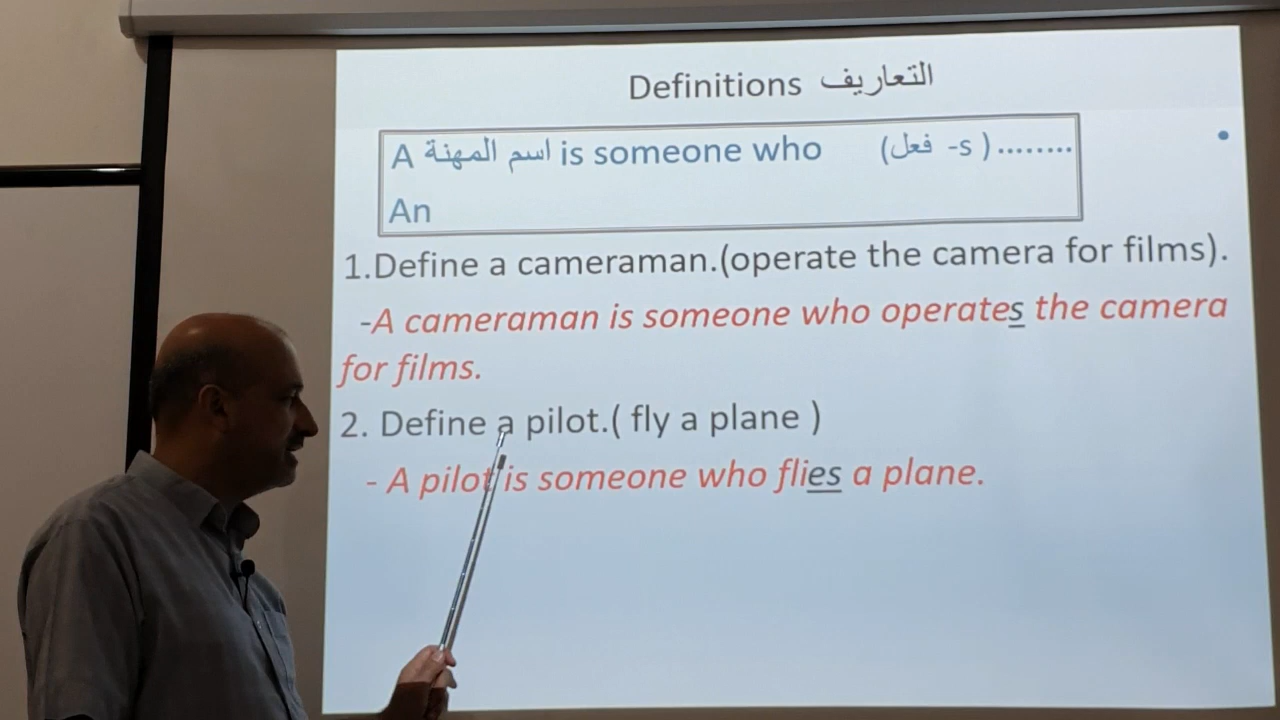 Definitions التعاريف
A اسم المهنة is someone who (فعل -s )........
An
1.Define a cameraman.(operate the camera for films).
-A cameraman is someone who operates the camera
for films.
2. Define a pilot.( fly a plane )
- A pilot is someone who flies a plane.